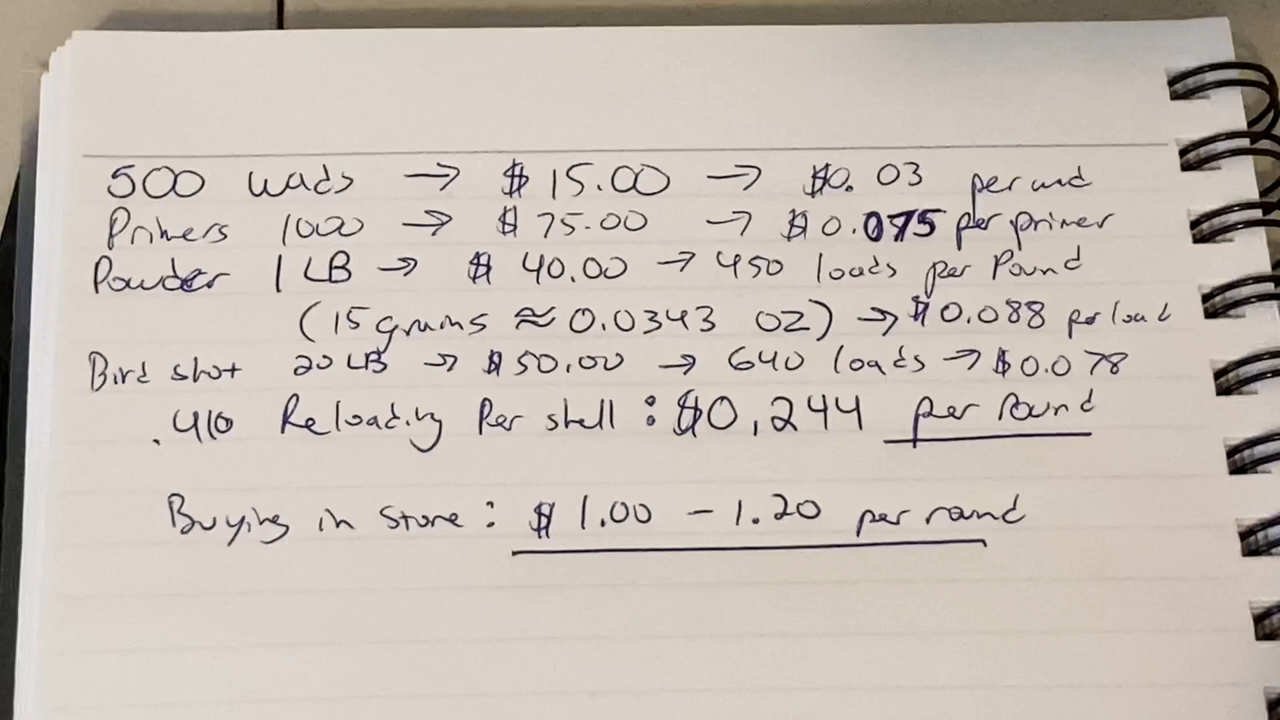 500 wads → $ 15.00 → $0.03 per wad
Primers 1000 → $ 75.00 → $0.075 per primer
Powder 1 LB → $ 40.00 → 450 loads per Pound
(15 grams ≈ 0.0343 OZ) → $0.088 per load
Bird shot 20 LB → $50.00 → 640 loads → $0.078
.410 Reloading Per shell : $0,244 per round
Buying in store : $ 1.00 - 1.20 per round